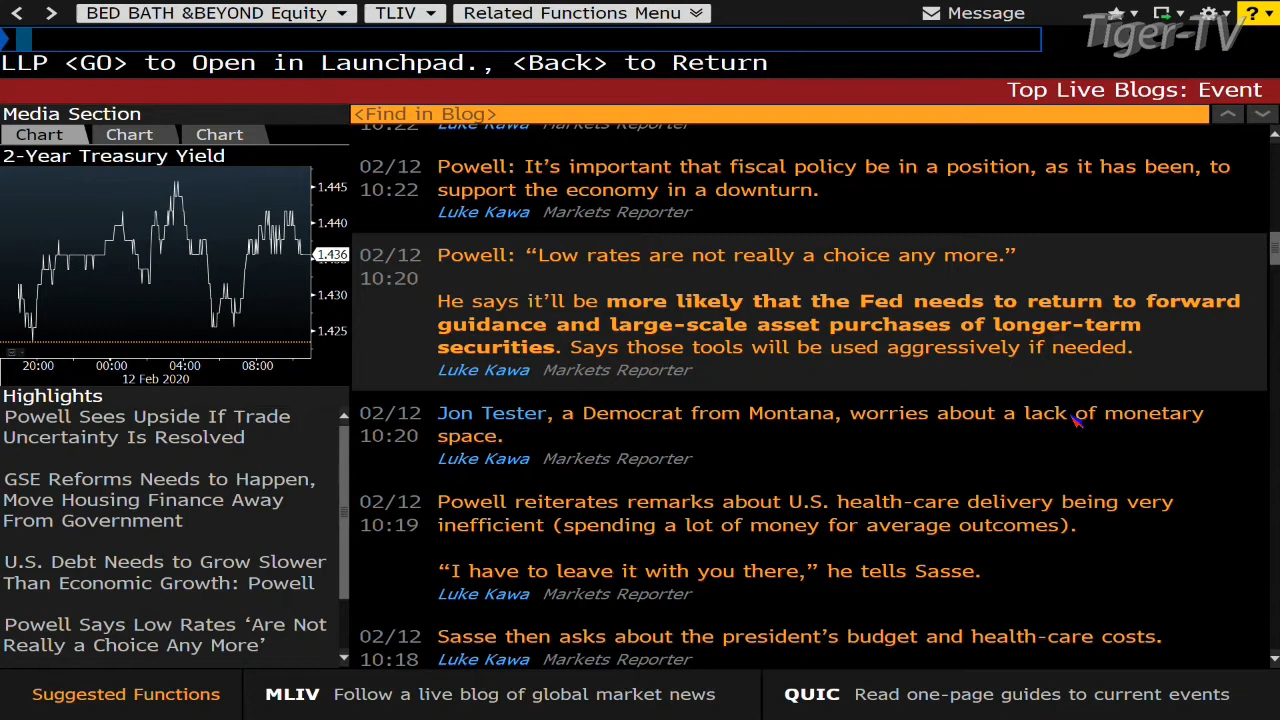 BED BATH &BEYOND Equity
TLIV
Related Functions Menu
Message
?
Tiger-TV
LLP <GO> to Open in Launchpad., <Back> to Return
Top Live Blogs: Event
Media Section
<Find in Blog>
Chart
Chart
Chart
2-Year Treasury Yield
1.445
1.440
1.436
1.430
1.425
20:00
00:00
04:00
08:00
12 Feb 2020
Highlights
Powell Sees Upside If Trade
Uncertainty Is Resolved
GSE Reforms Needs to Happen,
Move Housing Finance Away
From Government
U.S. Debt Needs to Grow Slower
Than Economic Growth: Powell
Powell Says Low Rates ‘Are Not
Really a Choice Any More’
10:22
Luke Kawa Markets Reporter
02/12 Powell: It’s important that fiscal policy be in a position, as it has been, to
10:22 support the economy in a downturn.
Luke Kawa Markets Reporter
02/12 Powell: “Low rates are not really a choice any more.”
10:20
He says it’ll be more likely that the Fed needs to return to forward
guidance and large-scale asset purchases of longer-term
securities. Says those tools will be used aggressively if needed.
Luke Kawa Markets Reporter
02/12 Jon Tester, a Democrat from Montana, worries about a lack of monetary
10:20 space.
Luke Kawa Markets Reporter
02/12 Powell reiterates remarks about U.S. health-care delivery being very
10:19 inefficient (spending a lot of money for average outcomes).
“I have to leave it with you there,” he tells Sasse.
Luke Kawa Markets Reporter
02/12 Sasse then asks about the president’s budget and health-care costs.
10:18 Luke Kawa Markets Reporter
Suggested Functions
MLIV Follow a live blog of global market news
QUIC Read one-page guides to current events